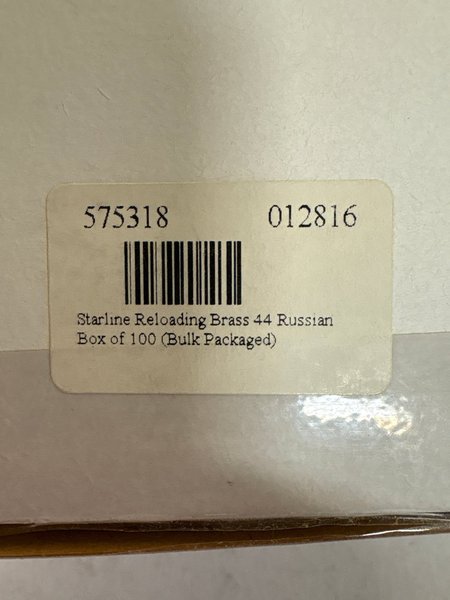 575318 012816
Starline Reloading Brass 44 Russian
Box of 100 (Bulk Packaged)